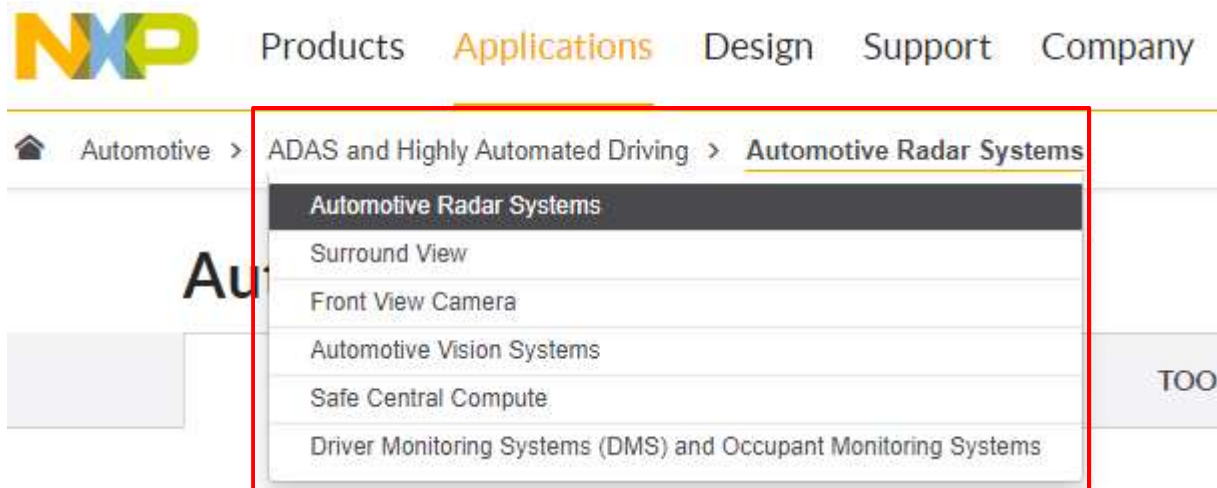 NXP Products Applications Design Support Company
Automotive > ADAS and Highly Automated Driving > Automotive Radar Systems
Automotive Radar Systems
Surround View
Front View Camera
Automotive Vision Systems
Safe Central Compute
Driver Monitoring Systems (DMS) and Occupant Monitoring Systems